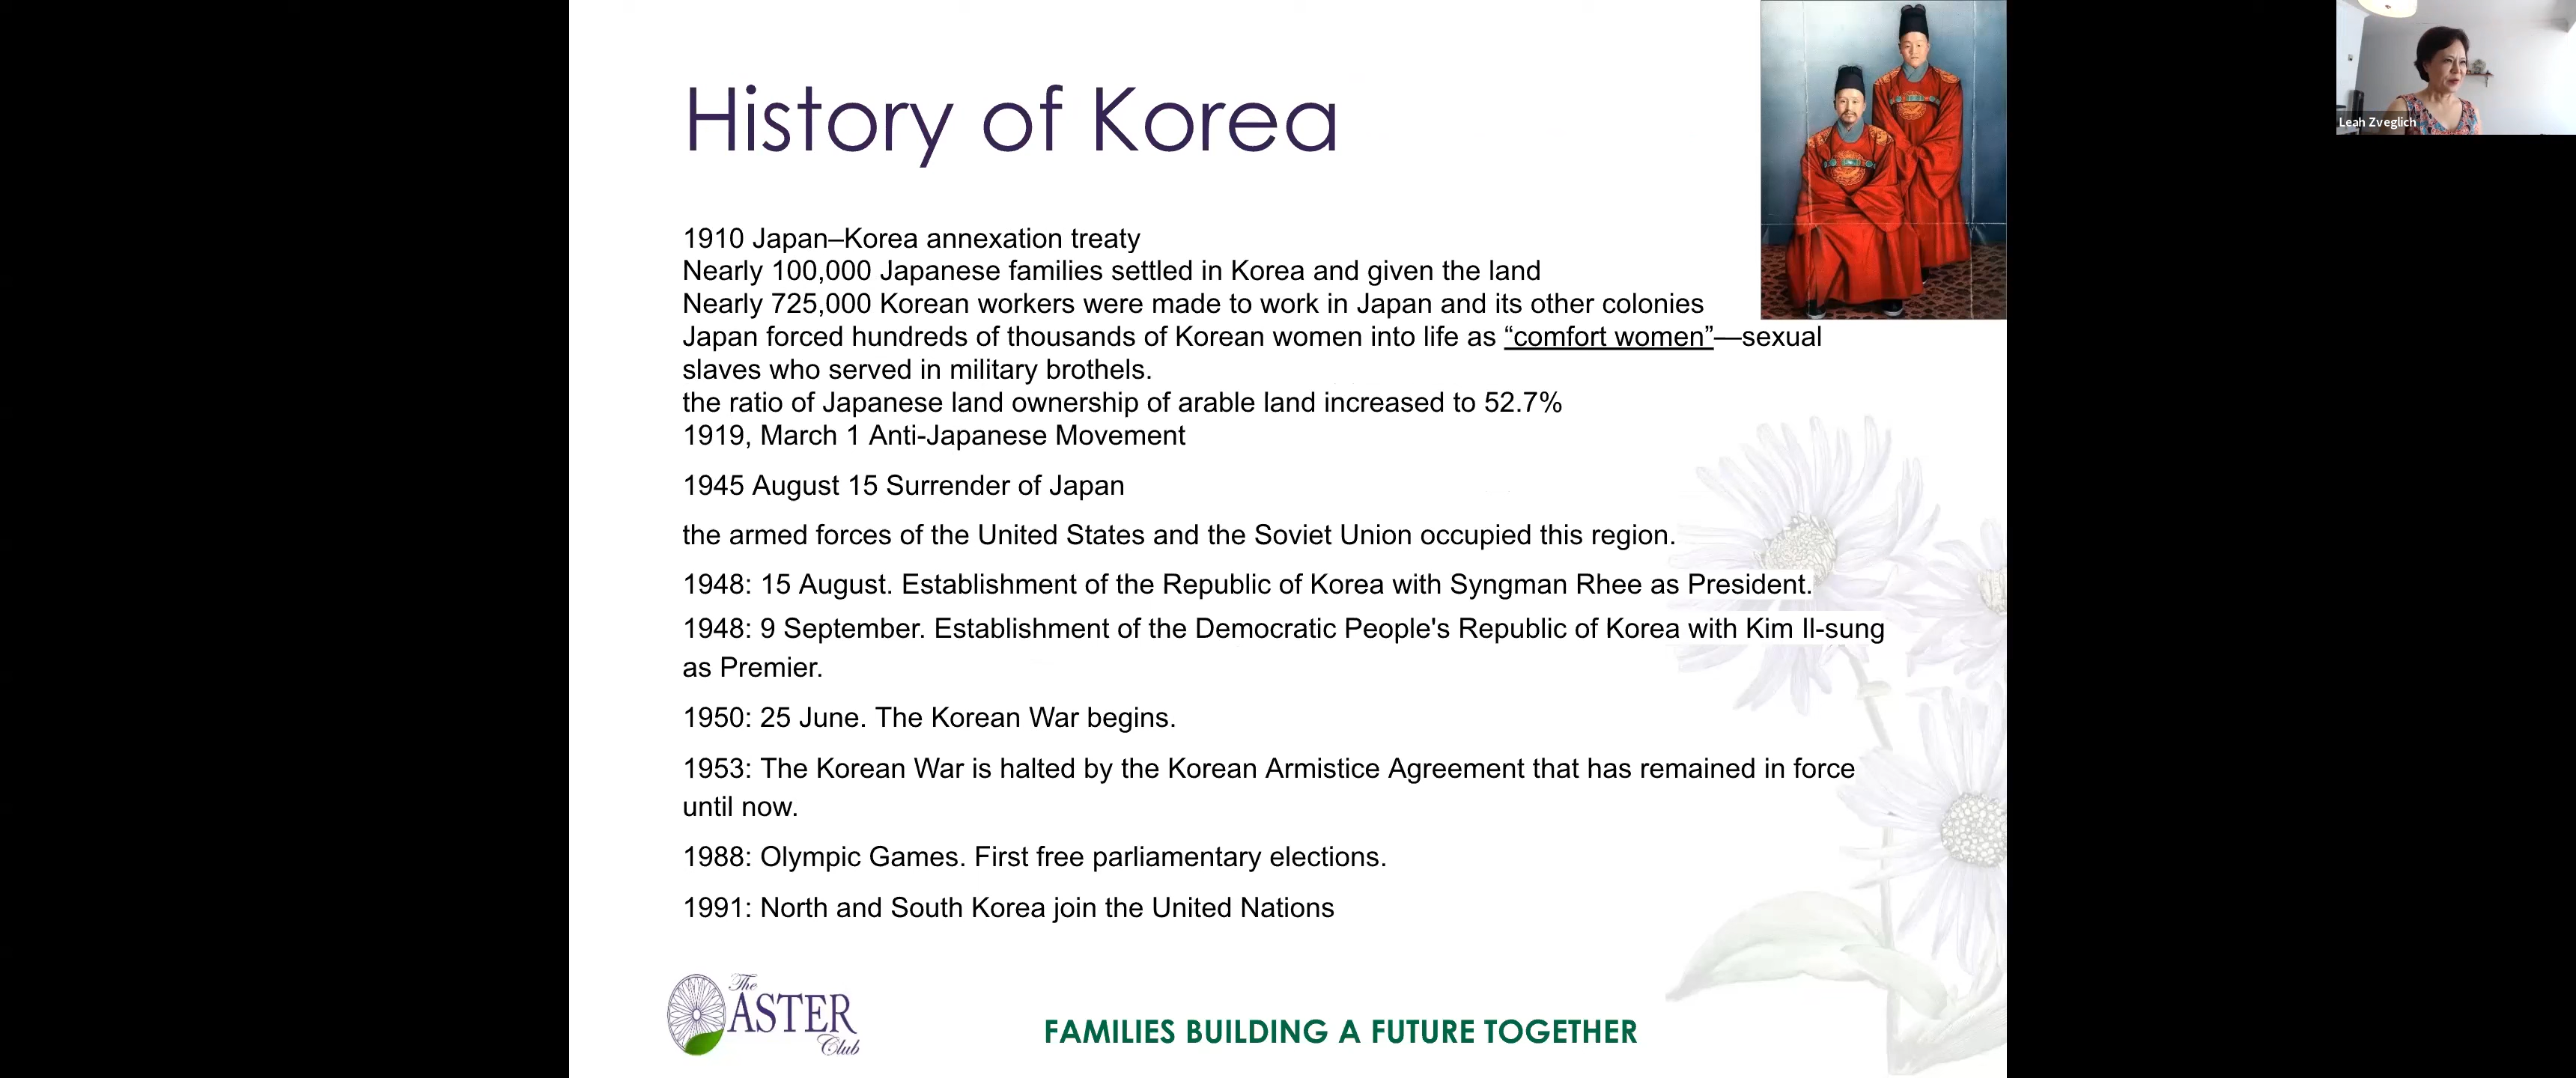 History of Korea
1910 Japan–Korea annexation treaty
Nearly 100,000 Japanese families settled in Korea and given the land
Nearly 725,000 Korean workers were made to work in Japan and its other colonies
Japan forced hundreds of thousands of Korean women into life as “comfort women”—sexual
slaves who served in military brothels.
the ratio of Japanese land ownership of arable land increased to 52.7%
1919, March 1 Anti-Japanese Movement
1945 August 15 Surrender of Japan
the armed forces of the United States and the Soviet Union occupied this region.
1948: 15 August. Establishment of the Republic of Korea with Syngman Rhee as President.
1948: 9 September. Establishment of the Democratic People's Republic of Korea with Kim Il-sung
as Premier.
1950: 25 June. The Korean War begins.
1953: The Korean War is halted by the Korean Armistice Agreement that has remained in force
until now.
1988: Olympic Games. First free parliamentary elections.
1991: North and South Korea join the United Nations
The
ASTER
Club
FAMILIES BUILDING A FUTURE TOGETHER
Leah Zveglich